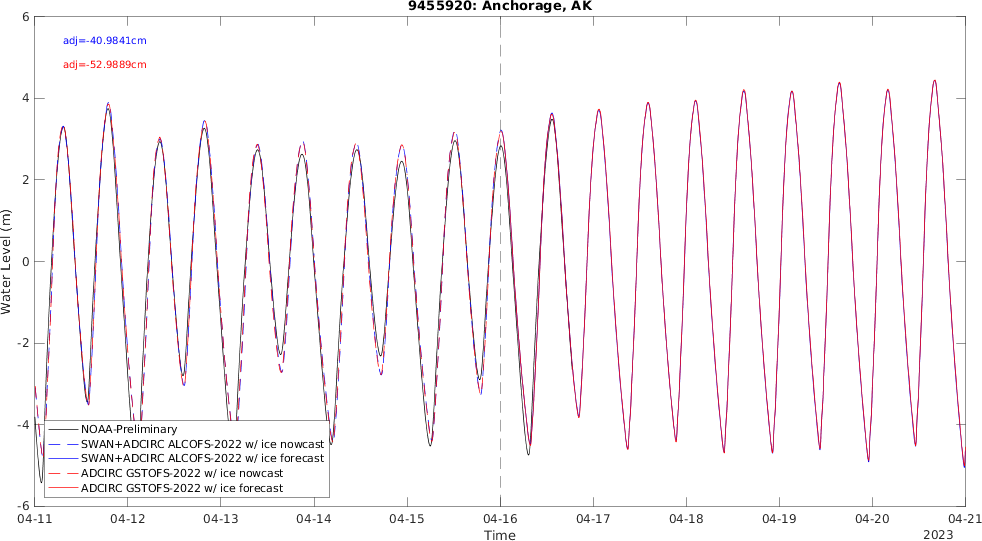 9455920: Anchorage, AK
adj=-40.9841cm
adj=-52.9889cm
6
4
2
0
-2
-4
-6
Water Level (m)
NOAA-Preliminary
SWAN+ADCIRC ALCOFS-2022 w/ ice nowcast
SWAN+ADCIRC ALCOFS-2022 w/ ice forecast
ADCIRC GSTOFS-2022 w/ ice nowcast
ADCIRC GSTOFS-2022 w/ ice forecast
04-11 04-12 04-13 04-14 04-15 04-16 04-17 04-18 04-19 04-20 04-21
Time
2023